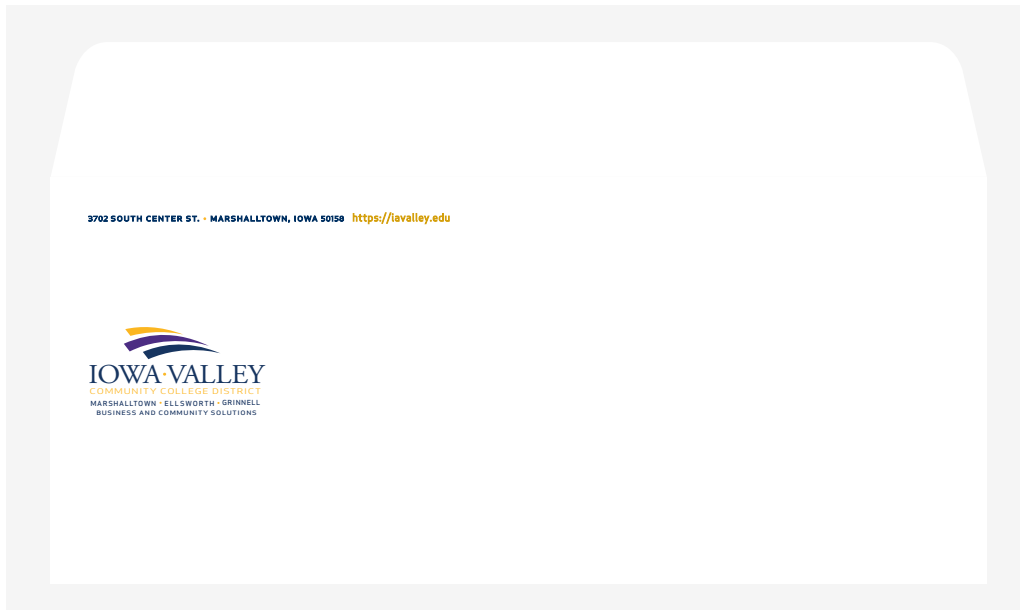 3702 SOUTH CENTER ST. • MARSHALLTOWN, IOWA 50158 https://iavalley.edu
IOWA·VALLEY
COMMUNITY COLLEGE DISTRICT
MARSHALLTOWN • ELLSWORTH • GRINNELL
BUSINESS AND COMMUNITY SOLUTIONS